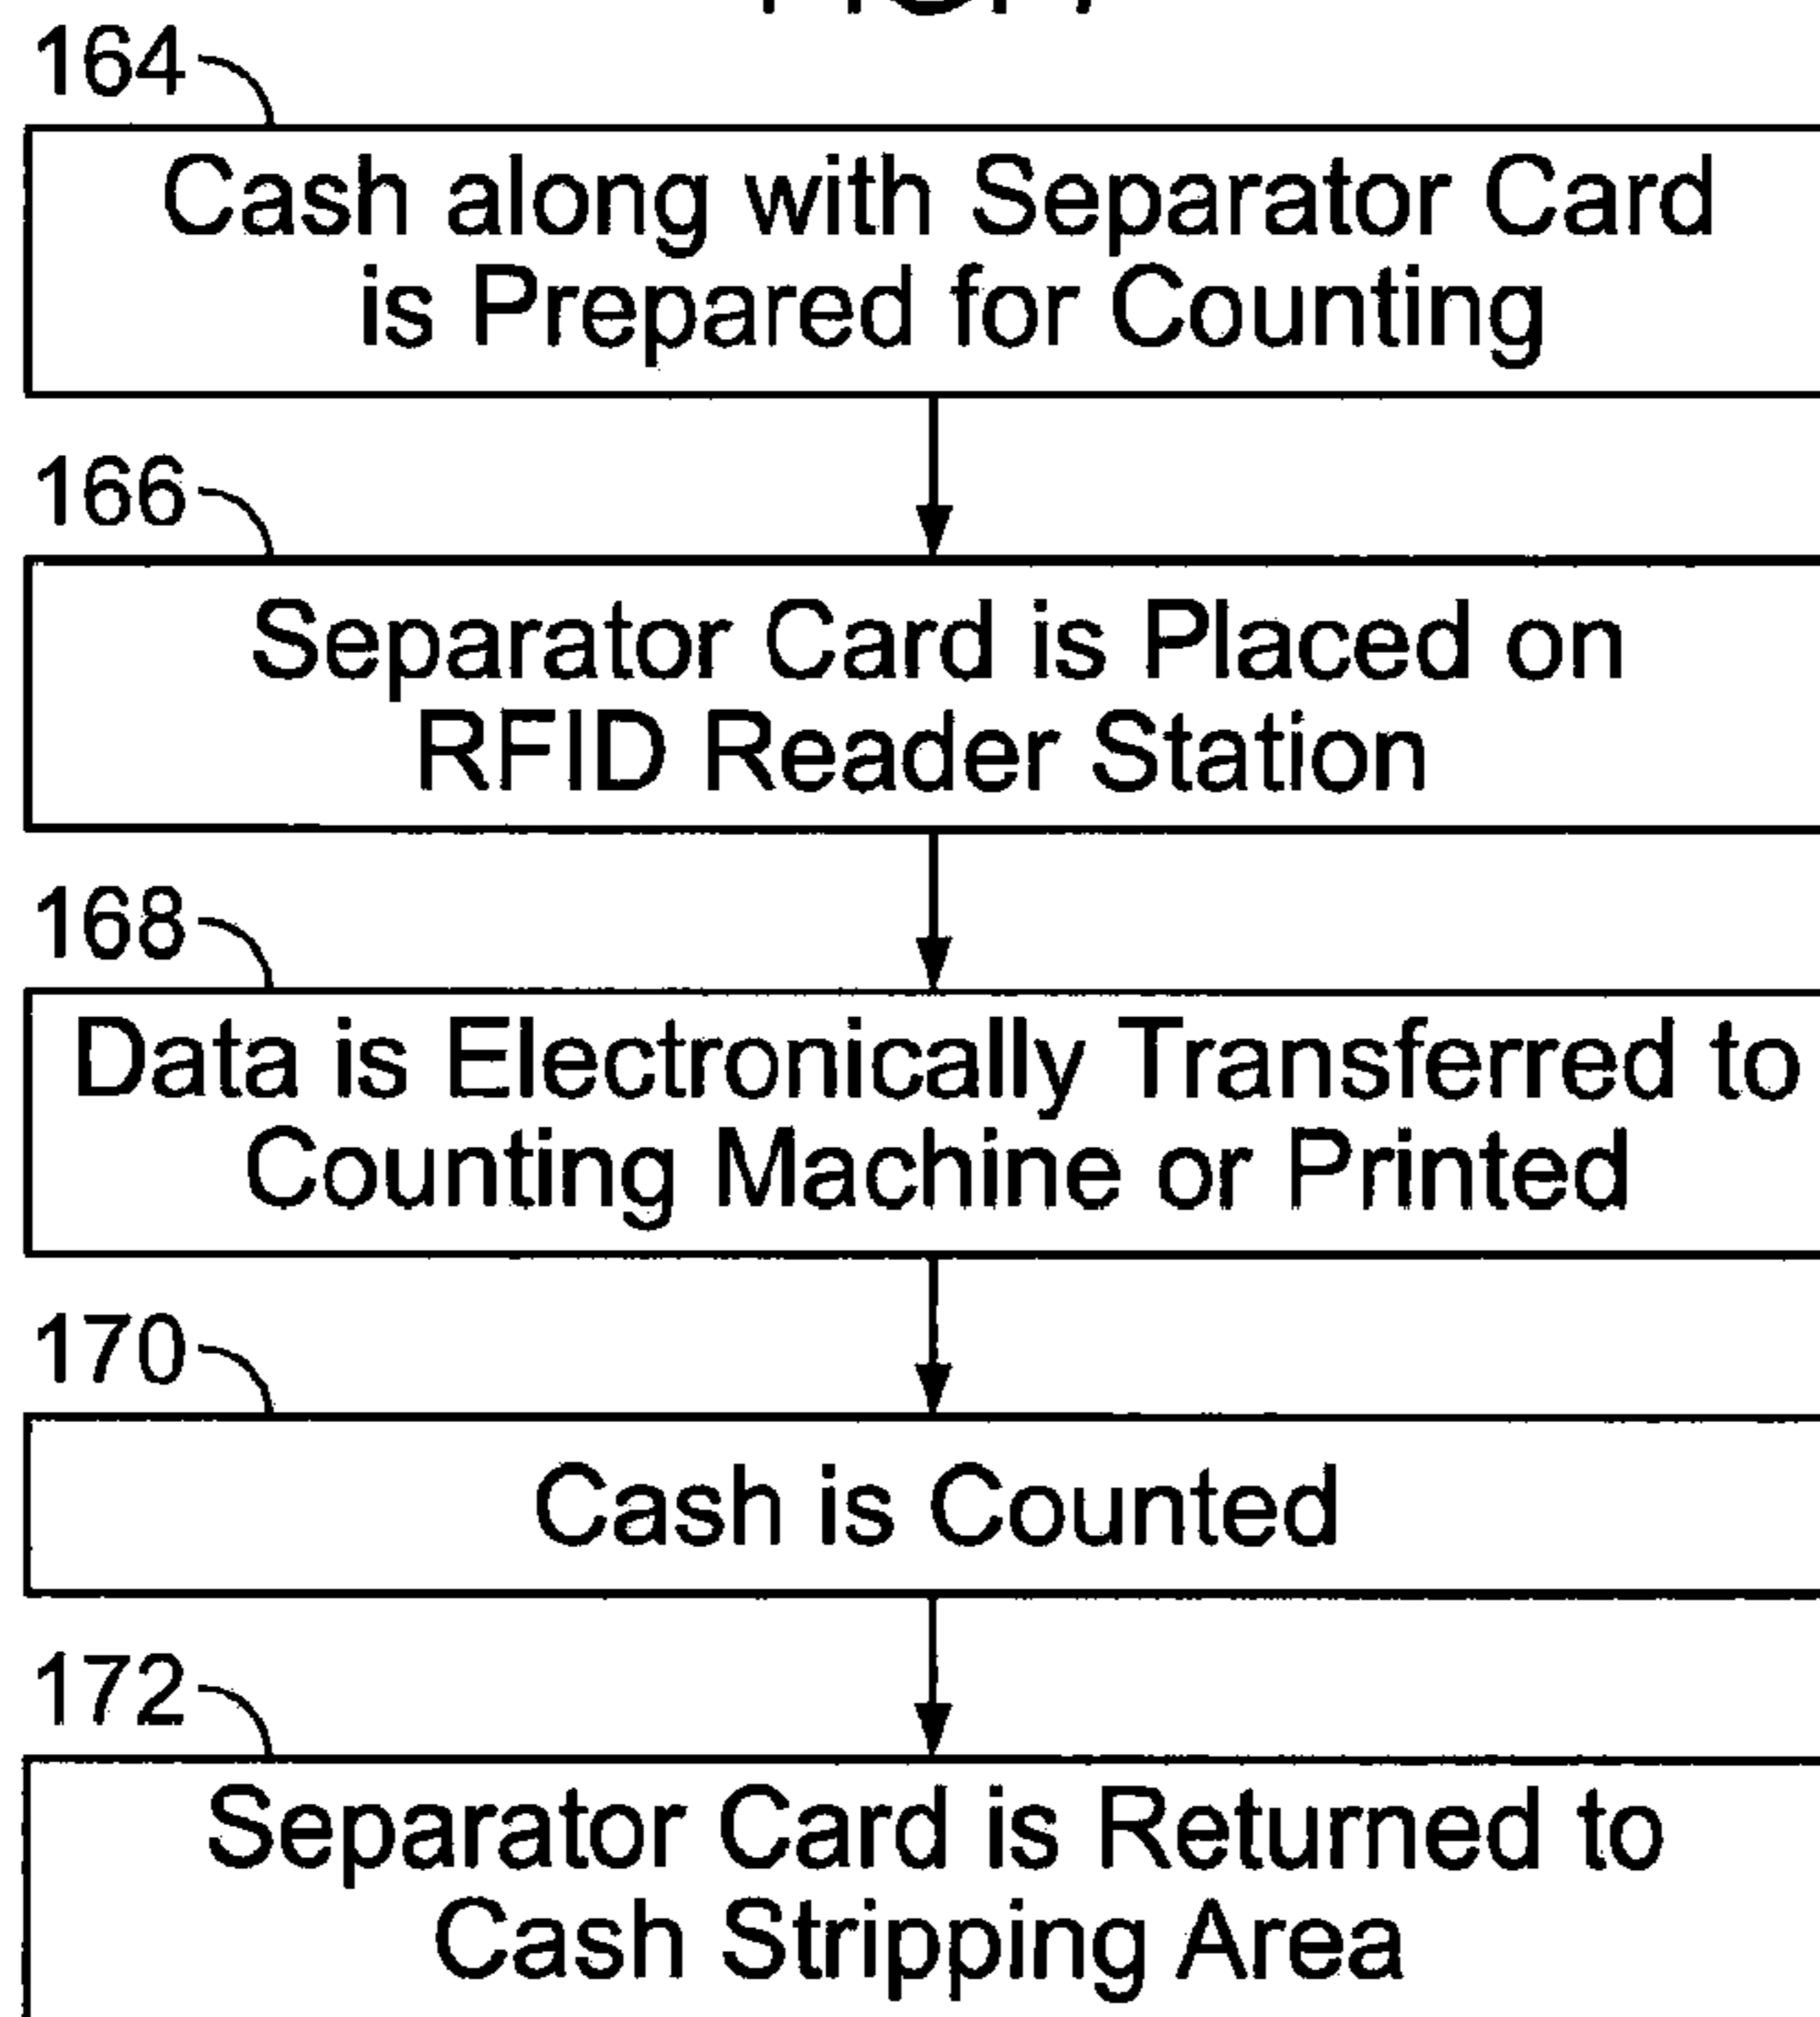 164
Cash along with Separator Card
is Prepared for Counting
166
Separator Card is Placed on
RFID Reader Station
168
Data is Electronically Transferred to
Counting Machine or Printed
170
Cash is Counted
172
Separator Card is Returned to
Cash Stripping Area